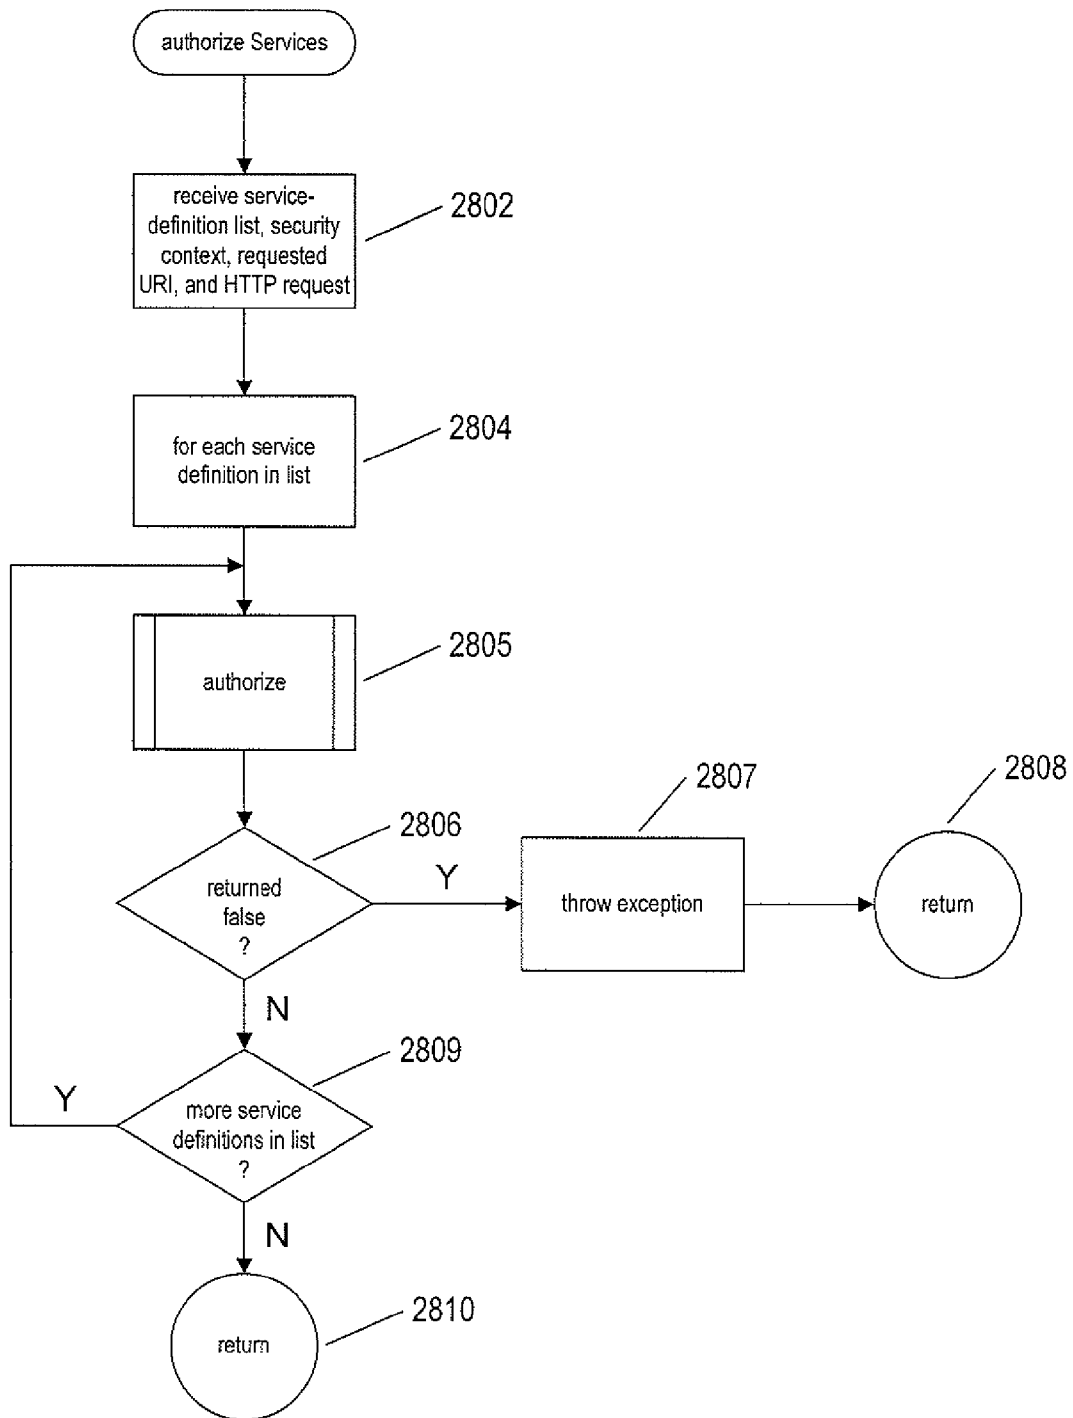 authorize Services
receive service-
definition list, security
context, requested
URI, and HTTP request
2802
for each service
definition in list
2804
authorize
2805
returned
false
?
2806
Y
N
throw exception
2807
return
2808
more service
definitions in list
?
2809
Y
N
return
2810